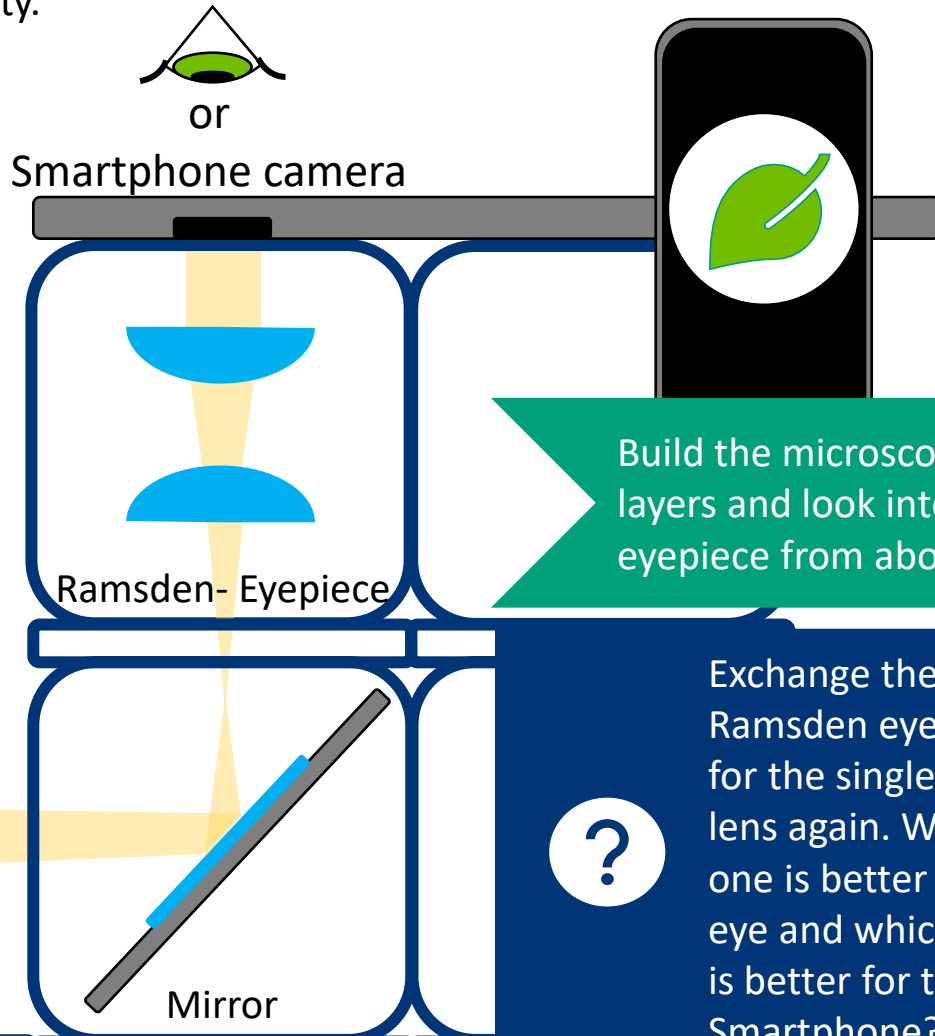 ty.
or
Smartphone camera
Build the microsco
layers and look int
eyepiece from abo
Ramsden- Eyepiece
Exchange the
Ramsden eye
for the single
lens again. W
one is better
eye and whic
is better for t
Smartphone?
?
Mirror